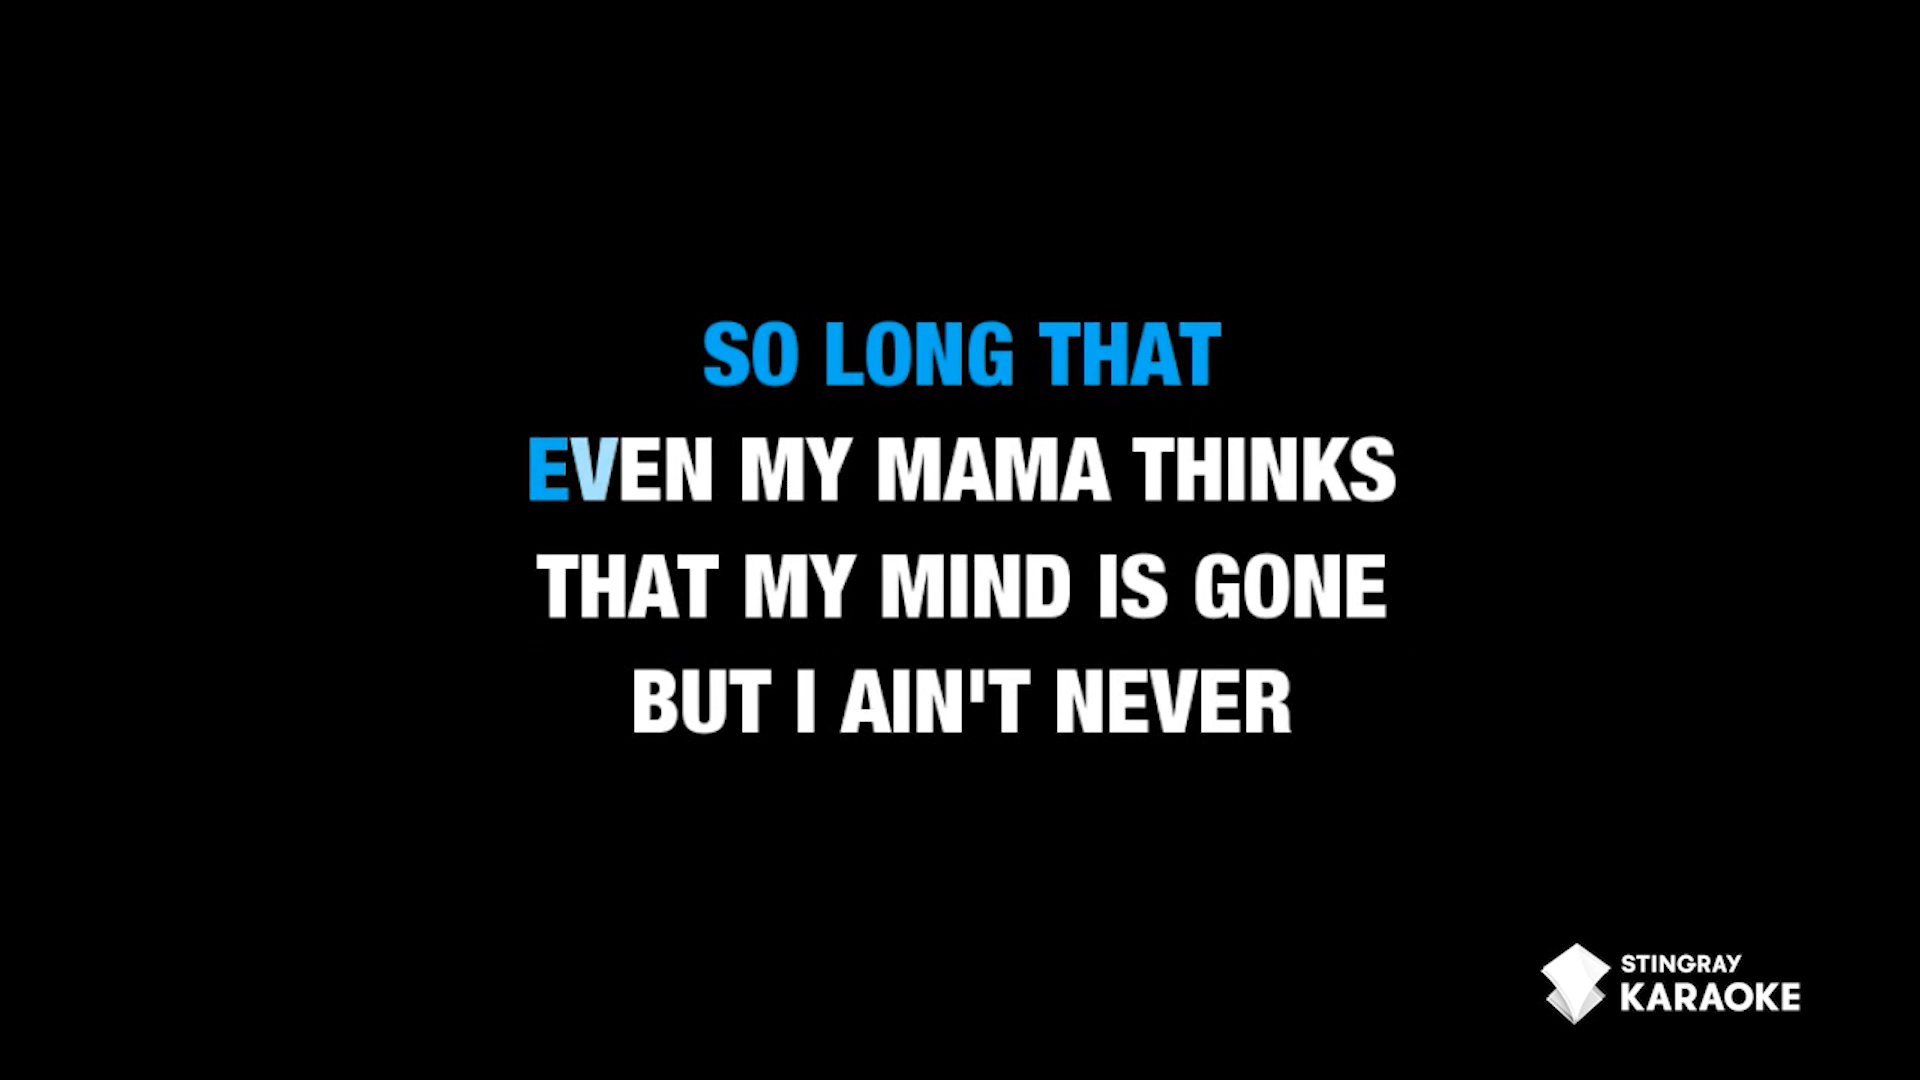 SO LONG THAT
EVEN MY MAMA THINKS
THAT MY MIND IS GONE
BUT I AIN'T NEVER
STINGRAY
KARAOKE